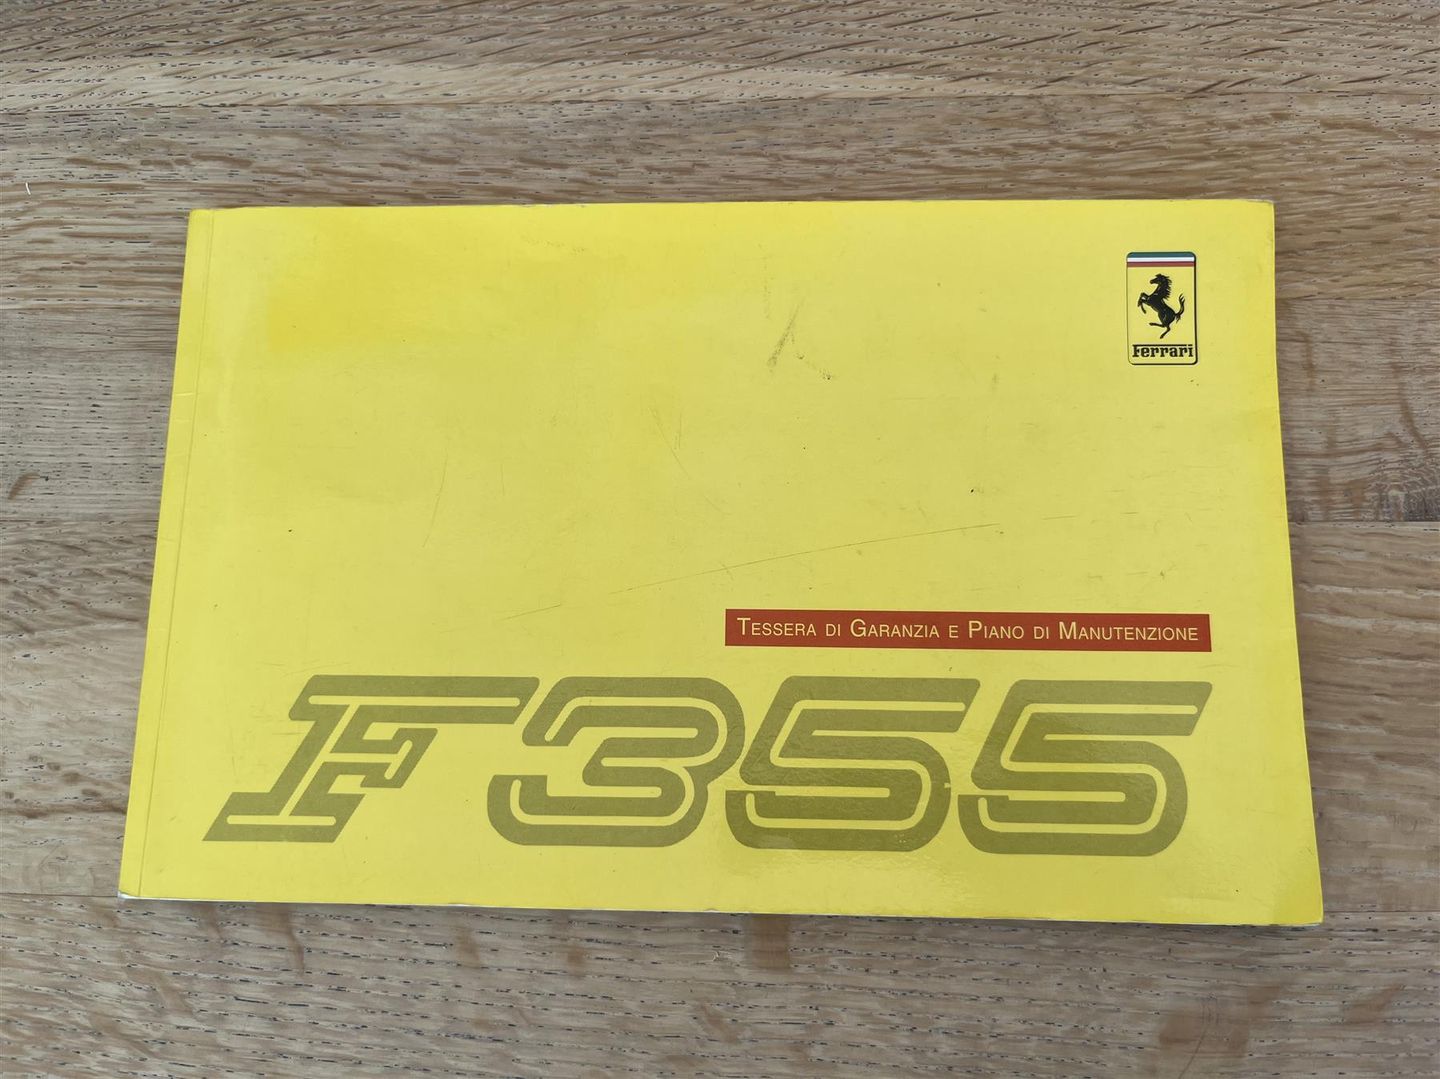 Ferrari
TESSERA DI GARANZIA E PIANO DI MANUTENZIONE
F355